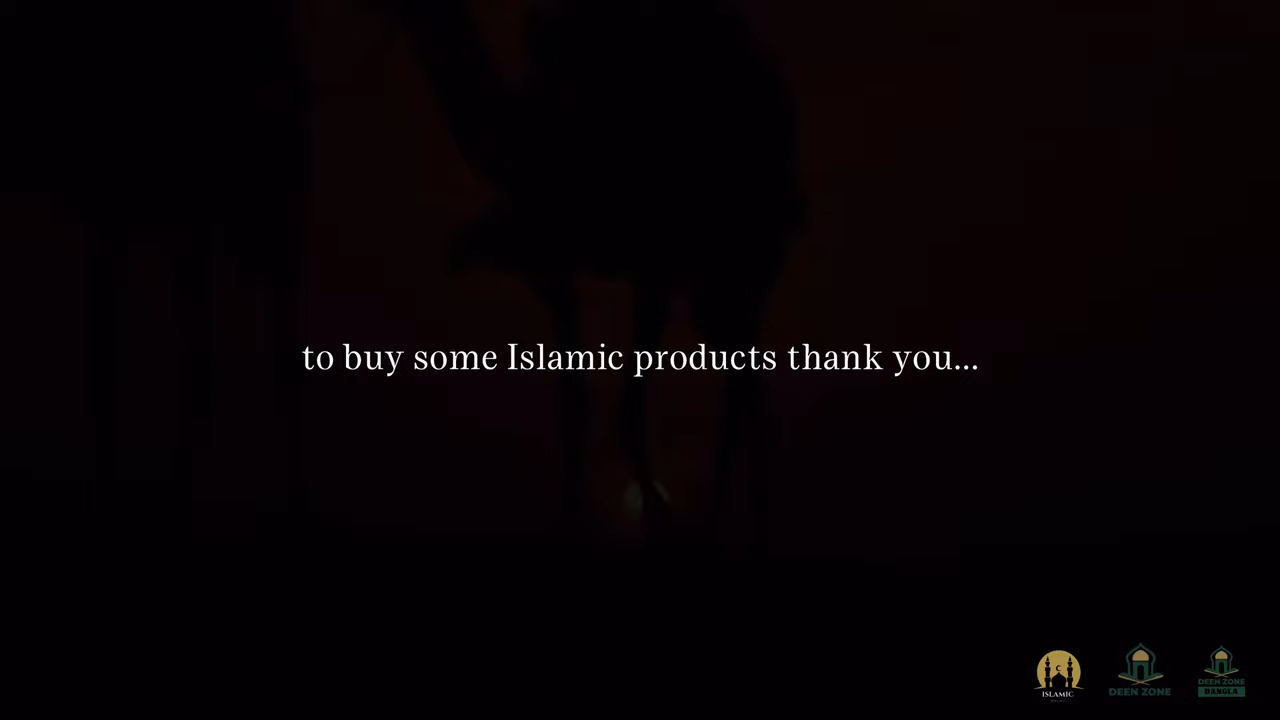 to buy some Islamic products thank you...
ISLAMIC
DEEN ZONE
DEEN ZONE
BANGLA